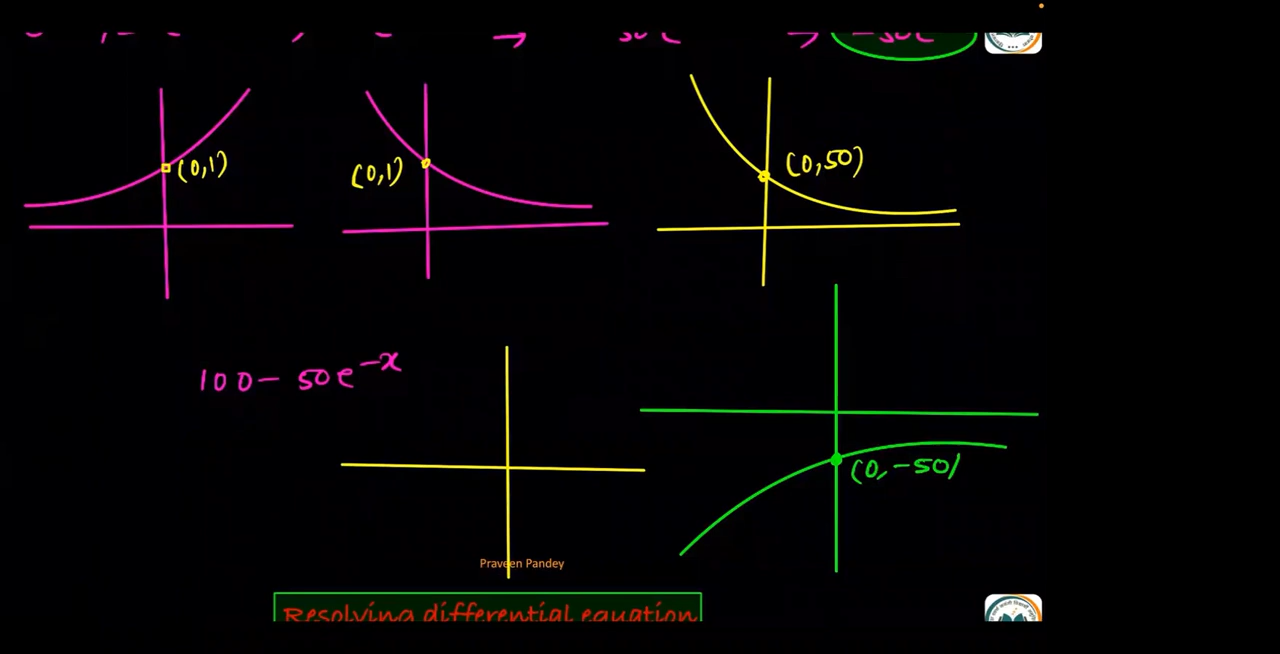 (0,1)
(0,1)
(0,50)
100 - 50e^-x
(0,-50)
Praveen Pandey
Resolving differential equation